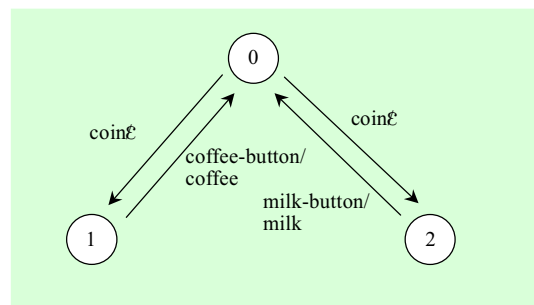 0
coin/ε
coin/ε
coffee-button/
coffee
milk-button/
milk
1
2